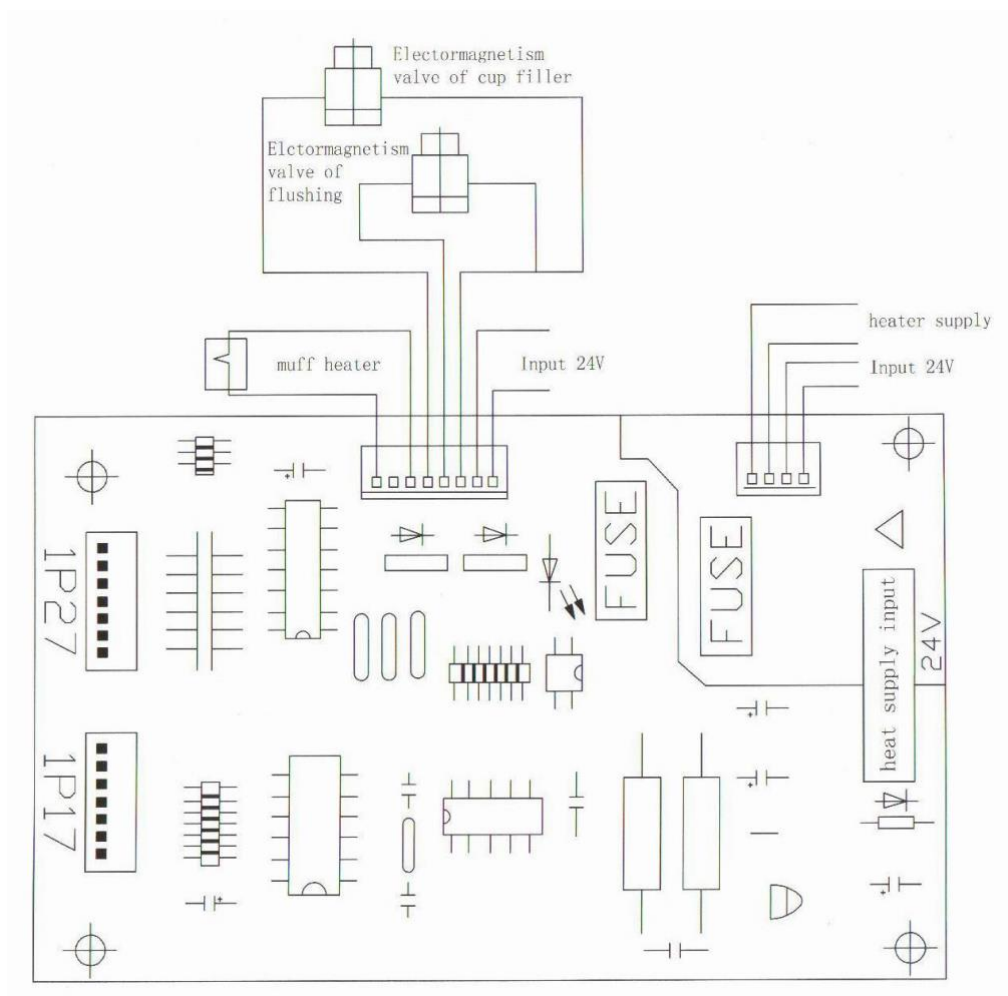 Electormagnetism
valve of cup filler
Elctormagnetism
valve of
flushing
heater supply
muff heater
Input 24V
Input 24V
FUSE
FUSE
1P27
heat supply input
24V
1P17